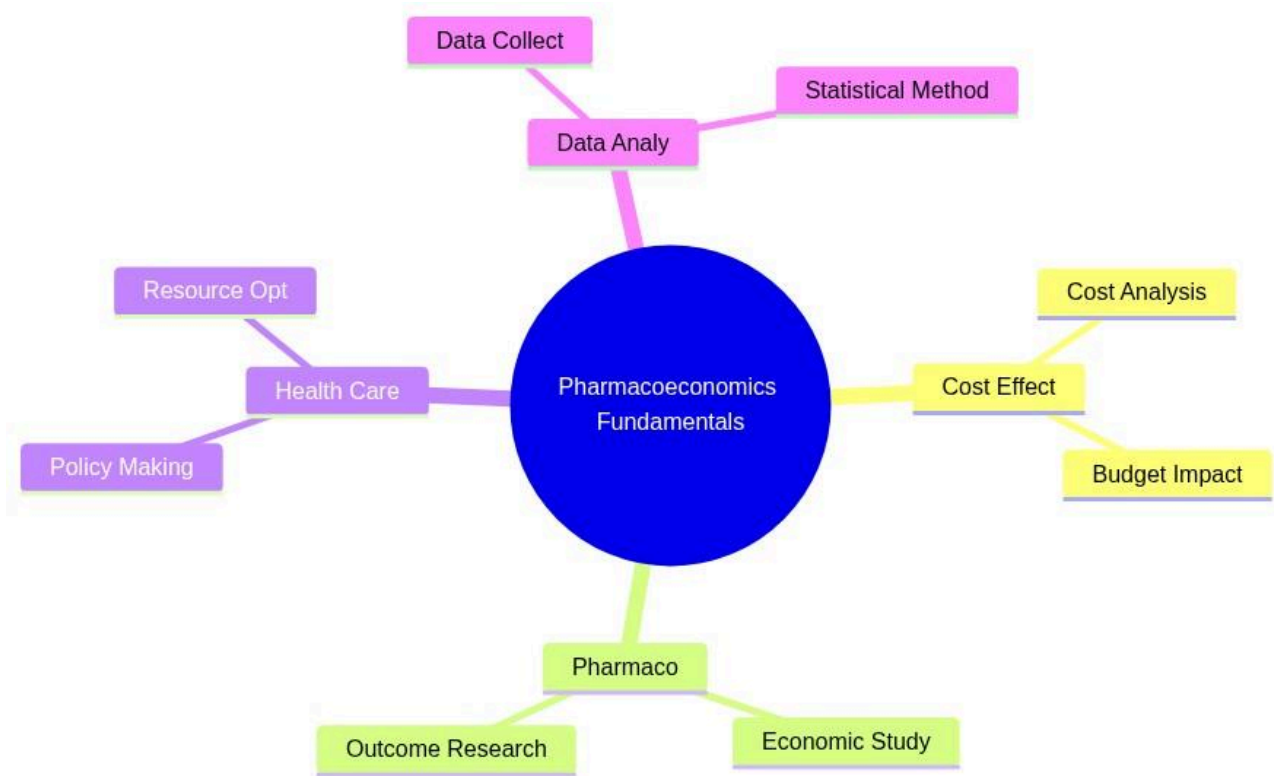 Data Collect
Statistical Method
Data Analy
Resource Opt
Cost Analysis
Health Care
Pharmacoeconomics
Fundamentals
Cost Effect
Policy Making
Budget Impact
Pharmaco
Outcome Research
Economic Study